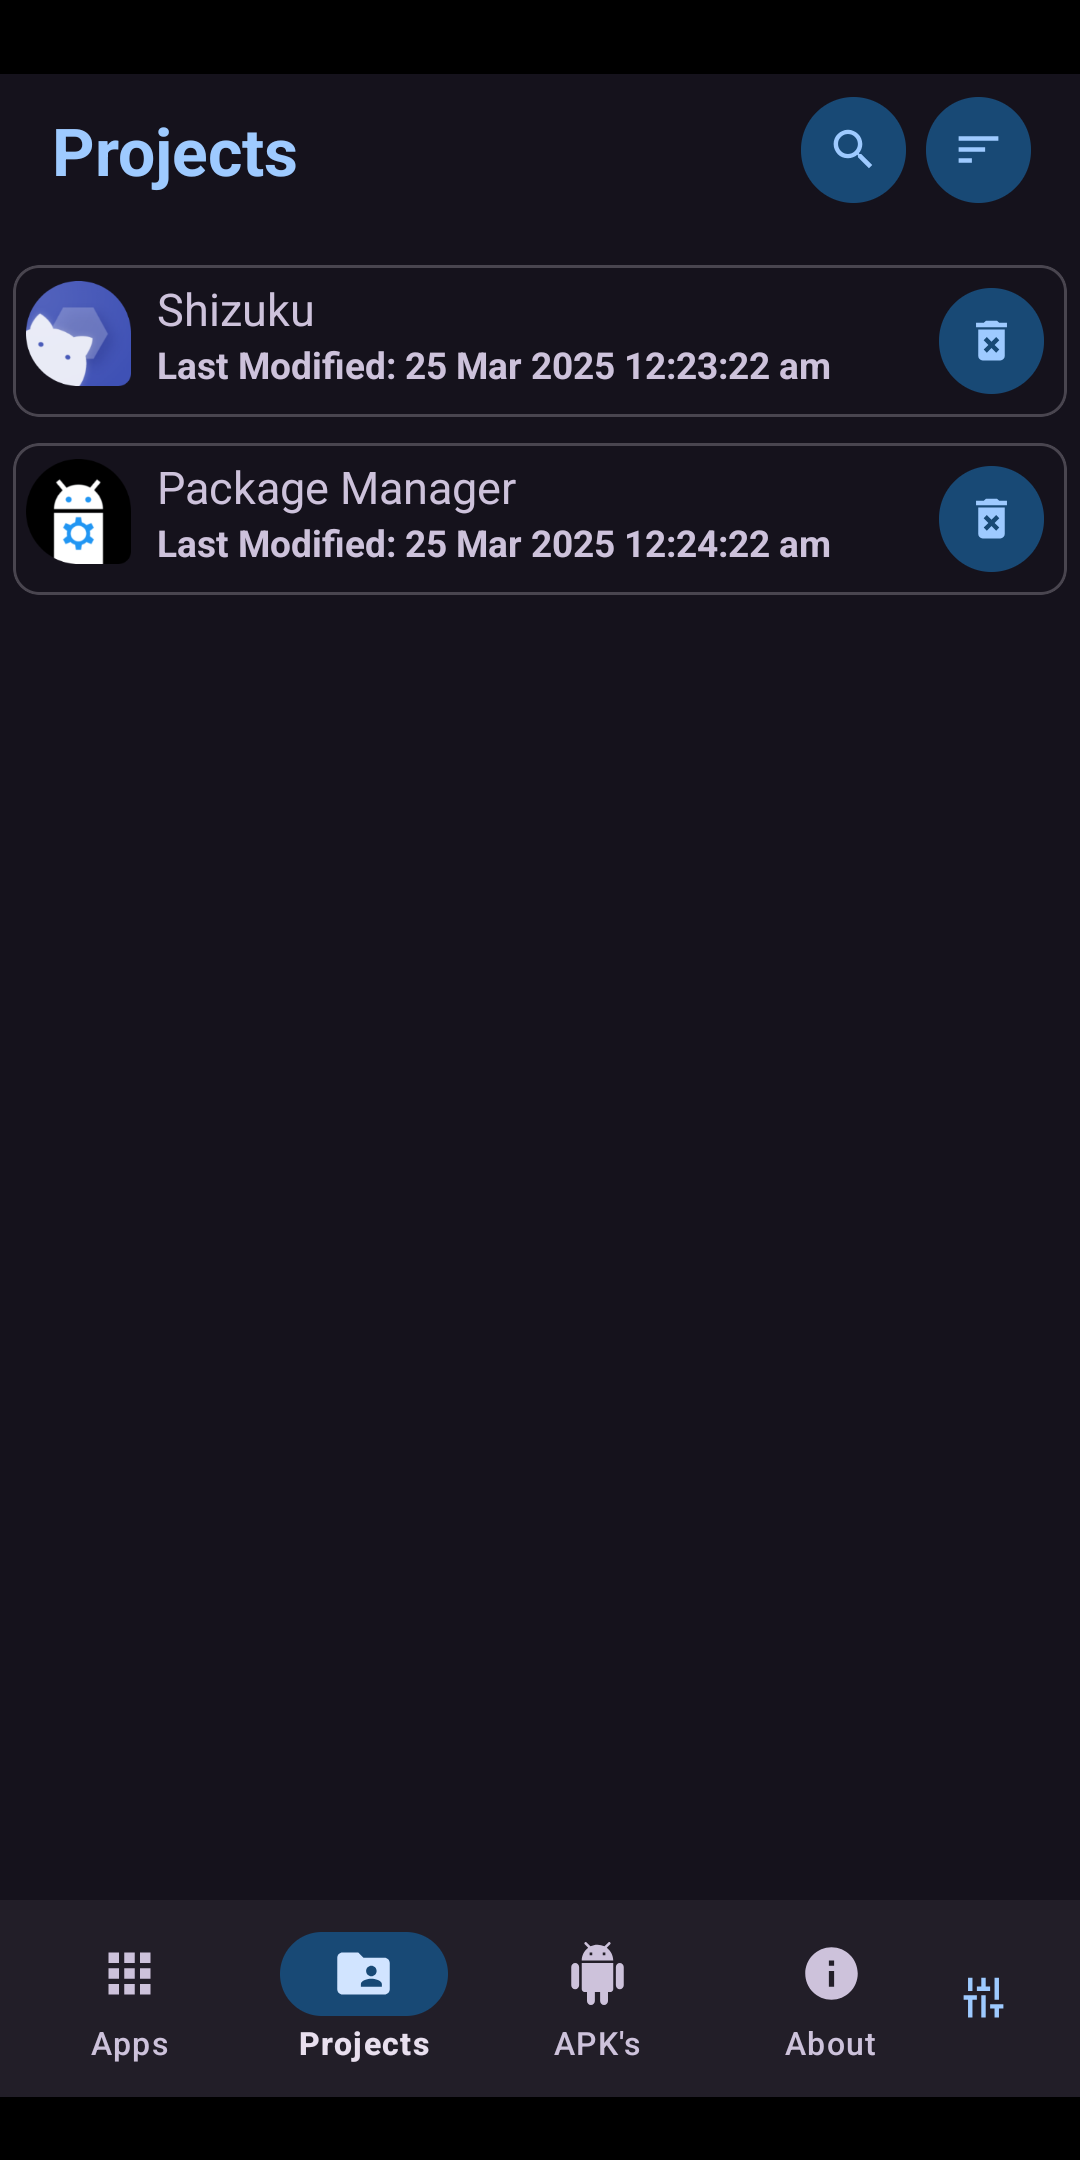 Projects
Shizuku
Last Modified: 25 Mar 2025 12:23:22 am
Package Manager
Last Modified: 25 Mar 2025 12:24:22 am
Apps
Projects
APK's
About